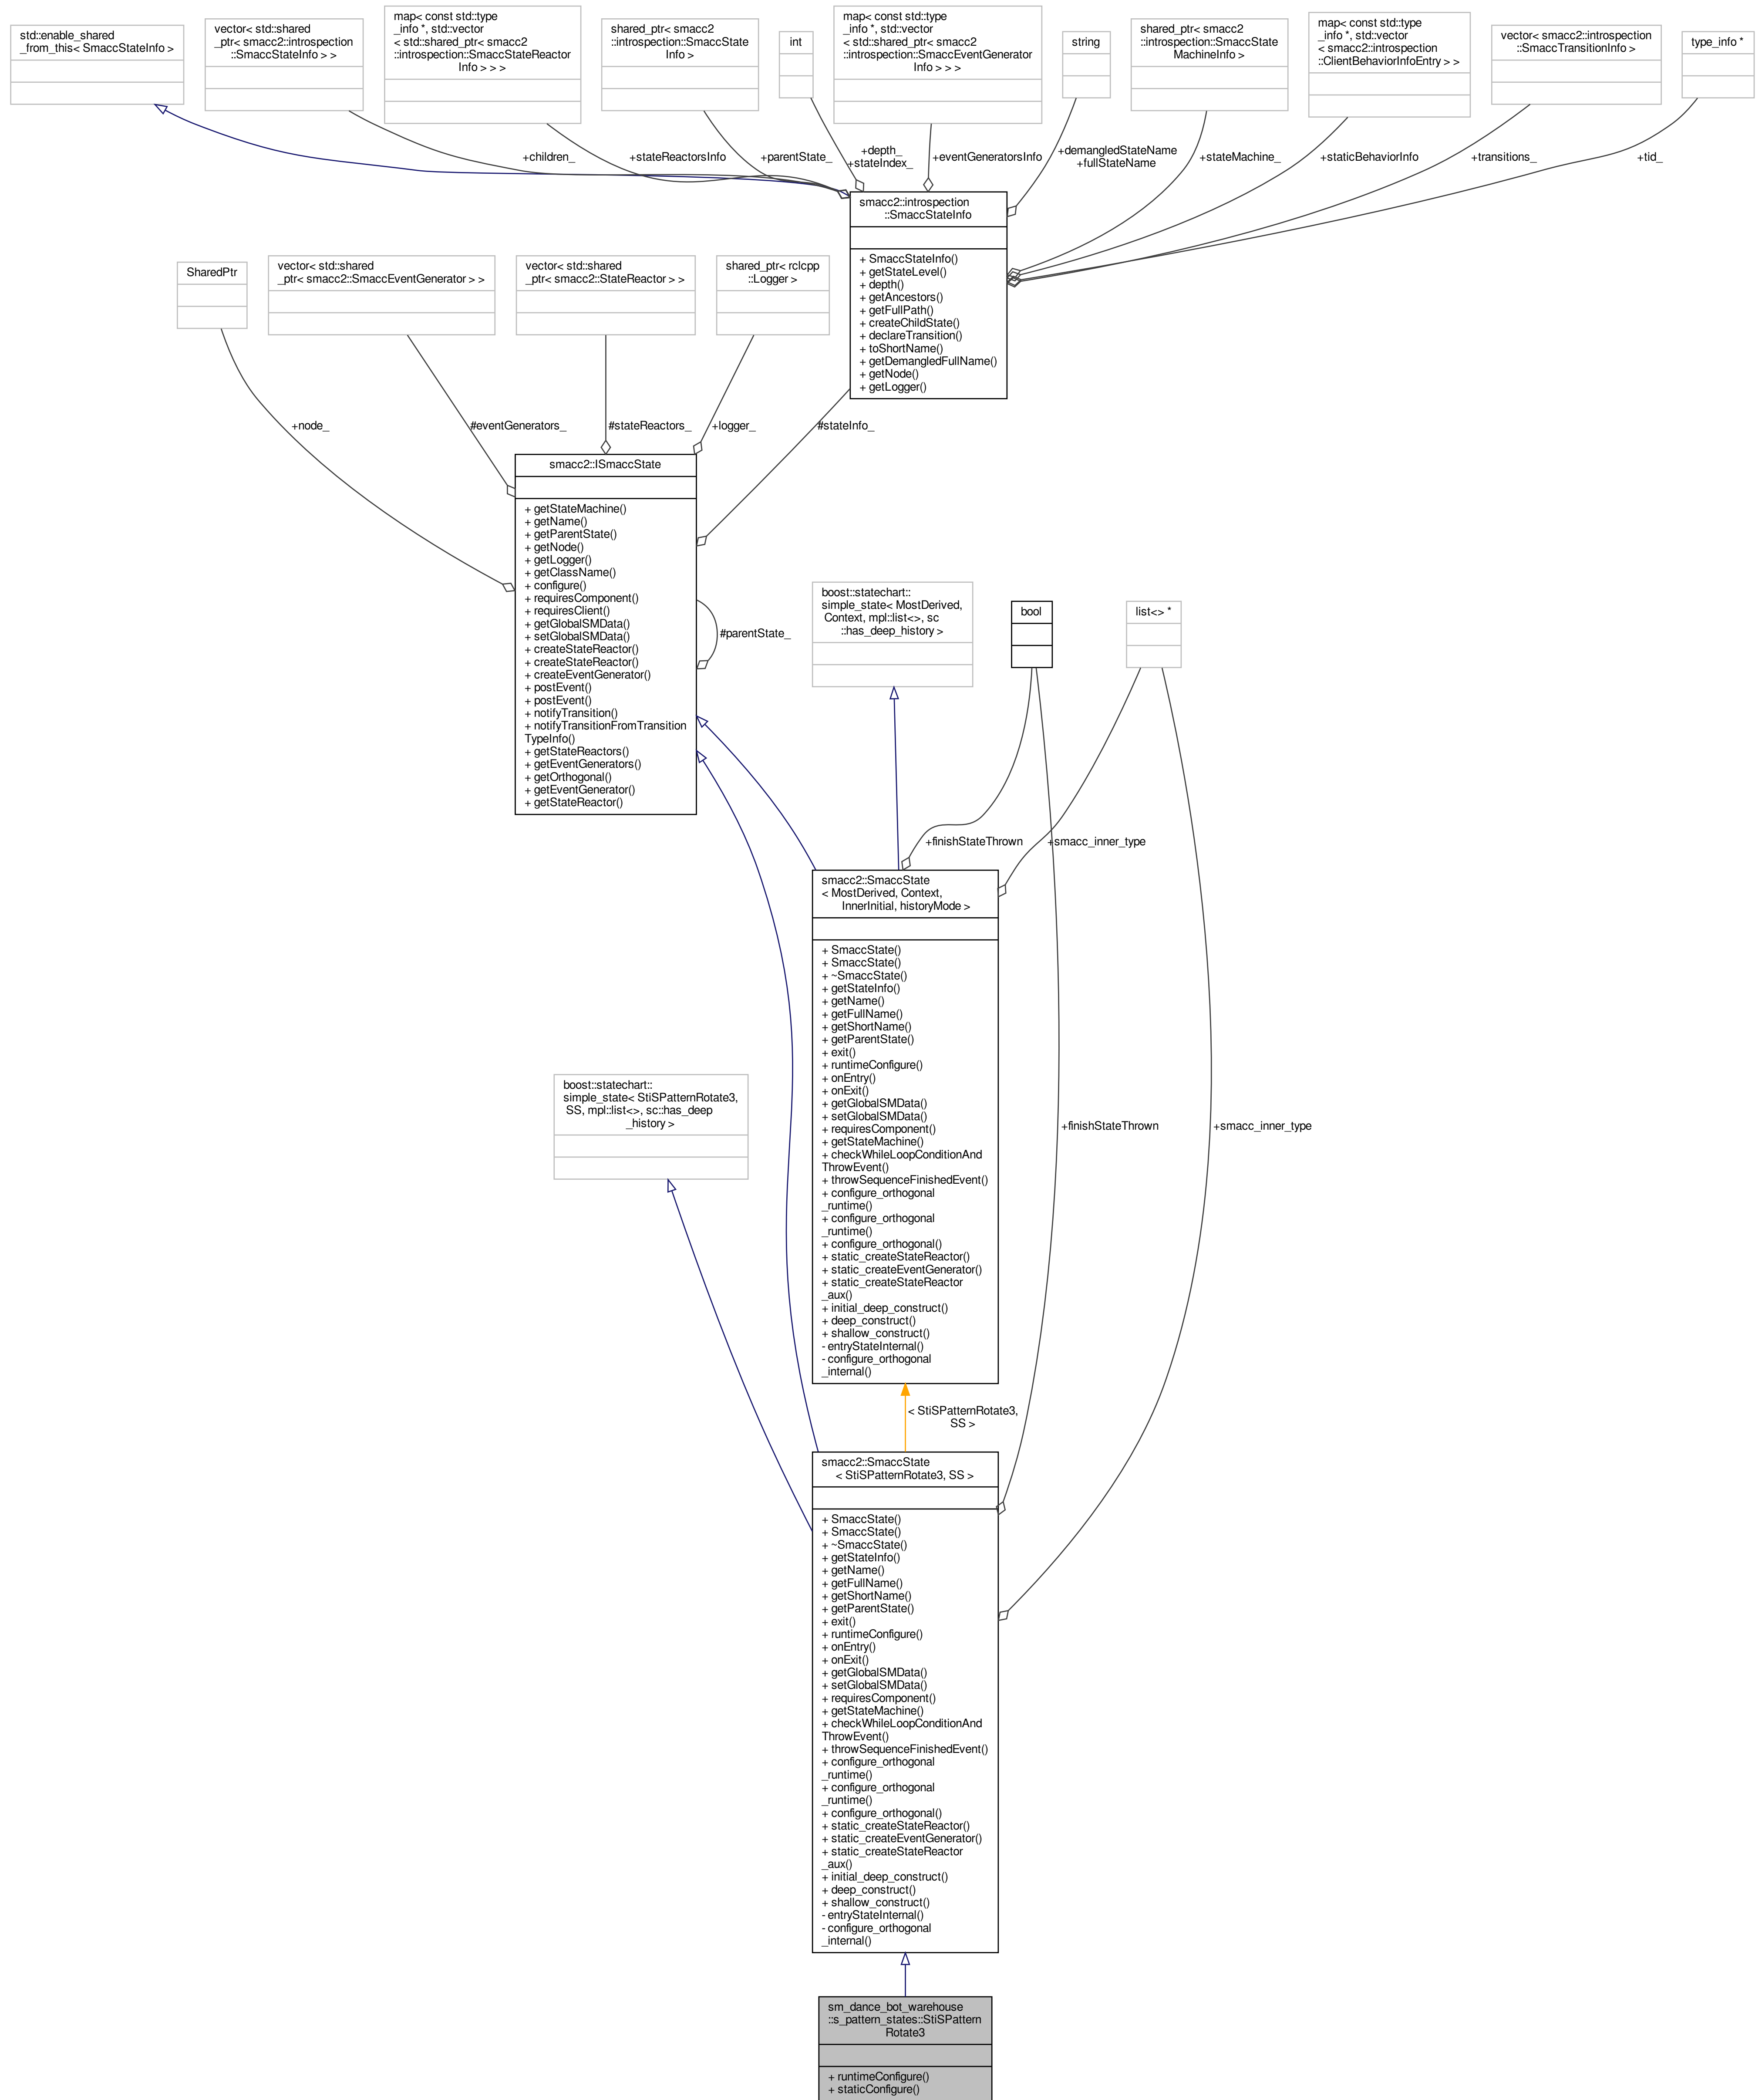 std::enable_shared
_from_this< SmaccStateInfo >
vector< std::shared
_ptr< smacc2::introspection
::SmaccStateInfo > >
map< const std::type
_info *, std::vector
< std::shared_ptr< smacc2
::introspection::SmaccStateReactor
Info > > >
shared_ptr< smacc2
::introspection::SmaccState
Info >
int
map< const std::type
_info *, std::vector
< std::shared_ptr< smacc2
::introspection::SmaccEventGenerator
Info > > >
string
shared_ptr< smacc2
::introspection::SmaccState
MachineInfo >
map< const std::type
_info *, std::vector
< smacc2::introspection
::ClientBehaviorInfoEntry > >
vector< smacc2::introspection
::SmaccTransitionInfo >
type_info *
+children_
+stateReactorsInfo
+parentState_
+depth_
+stateIndex_
+eventGeneratorsInfo
+demangledStateName
+fullStateName
+stateMachine_
+staticBehaviorInfo
+transitions_
+tid_
smacc2::introspection
::SmaccStateInfo
+ SmaccStateInfo()
+ getStateLevel()
+ depth()
+ getAncestors()
+ getFullPath()
+ createChildState()
+ declareTransition()
+ toShortName()
+ getDemangledFullName()
+ getNode()
+ getLogger()
SharedPtr
vector< std::shared
_ptr< smacc2::SmaccEventGenerator > >
vector< std::shared
_ptr< smacc2::StateReactor > >
shared_ptr< rclcpp
::Logger >
+node_
#eventGenerators_
#stateReactors_
+logger_
#stateInfo_
smacc2::ISmaccState
+ getStateMachine()
+ getName()
+ getParentState()
+ getNode()
+ getLogger()
+ getClassName()
+ configure()
+ requiresComponent()
+ requiresClient()
+ getGlobalSMData()
+ setGlobalSMData()
+ createStateReactor()
+ createStateReactor()
+ createEventGenerator()
+ postEvent()
+ postEvent()
+ notifyTransition()
+ notifyTransitionFromTransition
TypeInfo()
+ getStateReactors()
+ getEventGenerators()
+ getOrthogonal()
+ getEventGenerator()
+ getStateReactor()
#parentState_
boost::statechart::
simple_state< MostDerived,
Context, mpl::list<>, sc
::has_deep_history >
bool
list<> *
+finishStateThrown
+smacc_inner_type
smacc2::SmaccState
< MostDerived, Context,
InnerInitial, historyMode >
+ SmaccState()
+ SmaccState()
+ ~SmaccState()
+ getStateInfo()
+ getName()
+ getFullName()
+ getShortName()
+ getParentState()
+ exit()
+ runtimeConfigure()
+ onEntry()
+ onExit()
+ getGlobalSMData()
+ setGlobalSMData()
+ requiresComponent()
+ getStateMachine()
+ checkWhileLoopConditionAnd
ThrowEvent()
+ throwSequenceFinishedEvent()
+ configure_orthogonal
_runtime()
+ configure_orthogonal
_runtime()
+ configure_orthogonal()
+ static_createStateReactor()
+ static_createEventGenerator()
+ static_createStateReactor
_aux()
+ initial_deep_construct()
+ deep_construct()
+ shallow_construct()
- entryStateInternal()
- configure_orthogonal
_internal()
boost::statechart::
simple_state< StiSPatternRotate3,
SS, mpl::list<>, sc::has_deep
_history >
+finishStateThrown
+smacc_inner_type
< StiSPatternRotate3,
SS >
smacc2::SmaccState
< StiSPatternRotate3, SS >
+ SmaccState()
+ SmaccState()
+ ~SmaccState()
+ getStateInfo()
+ getName()
+ getFullName()
+ getShortName()
+ getParentState()
+ exit()
+ runtimeConfigure()
+ onEntry()
+ onExit()
+ getGlobalSMData()
+ setGlobalSMData()
+ requiresComponent()
+ getStateMachine()
+ checkWhileLoopConditionAnd
ThrowEvent()
+ throwSequenceFinishedEvent()
+ configure_orthogonal
_runtime()
+ configure_orthogonal
_runtime()
+ configure_orthogonal()
+ static_createStateReactor()
+ static_createEventGenerator()
+ static_createStateReactor
_aux()
+ initial_deep_construct()
+ deep_construct()
+ shallow_construct()
- entryStateInternal()
- configure_orthogonal
_internal()
sm_dance_bot_warehouse
::s_pattern_states::StiSPattern
Rotate3
+ runtimeConfigure()
+ staticConfigure()